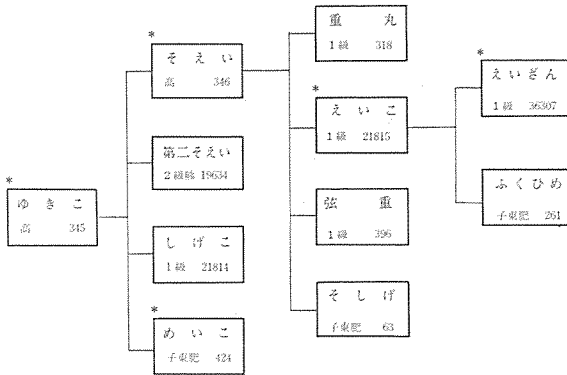 *
ゆきこ
高 345
*
そえい
高 346
第二そえい
2級補 19634
しげこ
1級 21814
*
めいこ
子東肥 424
重丸
1級 318
*
えいこ
1級 21815
弦重
1級 396
そしげ
子東肥 63
*
えいざん
1級 36307
ふくひめ
子東肥 261